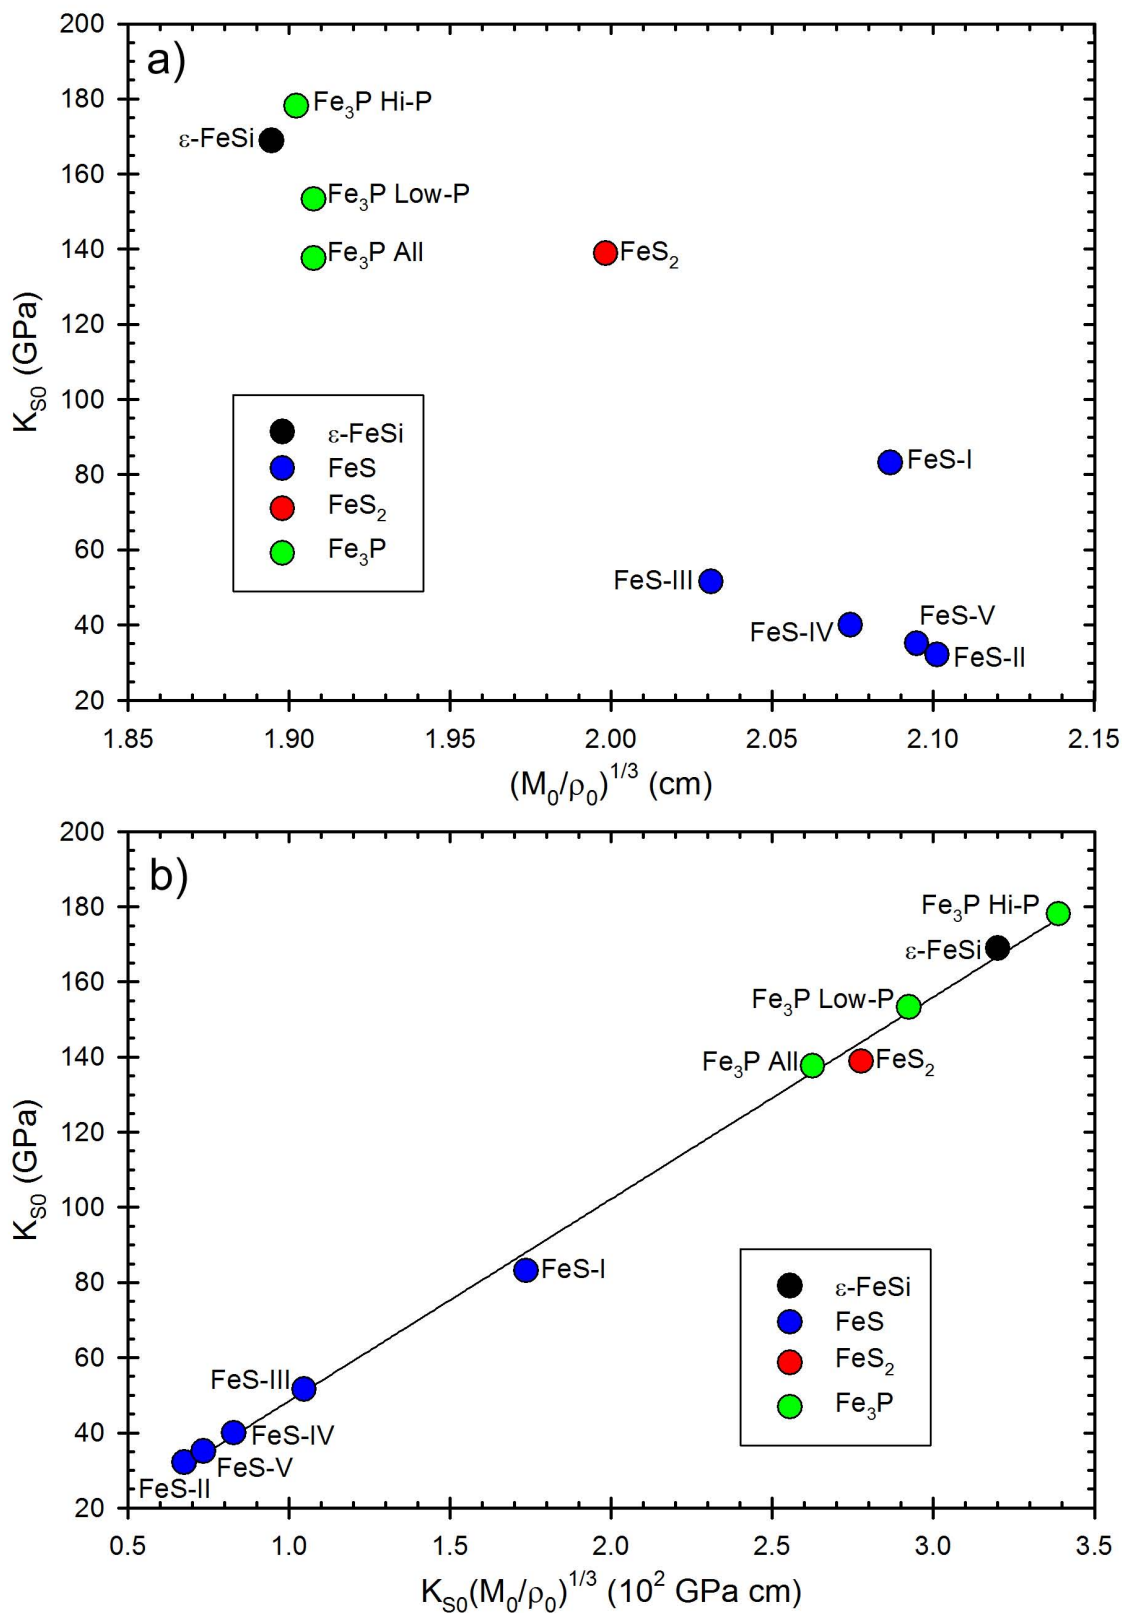 a)
200
180
160
140
120
100
80
60
40
20
K_S0 (GPa)
Fe₃P Hi-P
ε-FeSi
Fe₃P Low-P
Fe₃P All
FeS₂
FeS-I
FeS-III
FeS-IV
FeS-V
FeS-II
ε-FeSi
FeS
FeS₂
Fe₃P
1.85 1.90 1.95 2.00 2.05 2.10 2.15
(M₀/ρ₀)¹/³ (cm)
b)
200
180
160
140
120
100
80
60
40
20
K_S0 (GPa)
Fe₃P Hi-P
ε-FeSi
Fe₃P Low-P
Fe₃P All
FeS₂
FeS-I
FeS-III
FeS-IV
FeS-V
FeS-II
ε-FeSi
FeS
FeS₂
Fe₃P
0.5 1.0 1.5 2.0 2.5 3.0 3.5
K_S0(M₀/ρ₀)¹/³ (10² GPa cm)